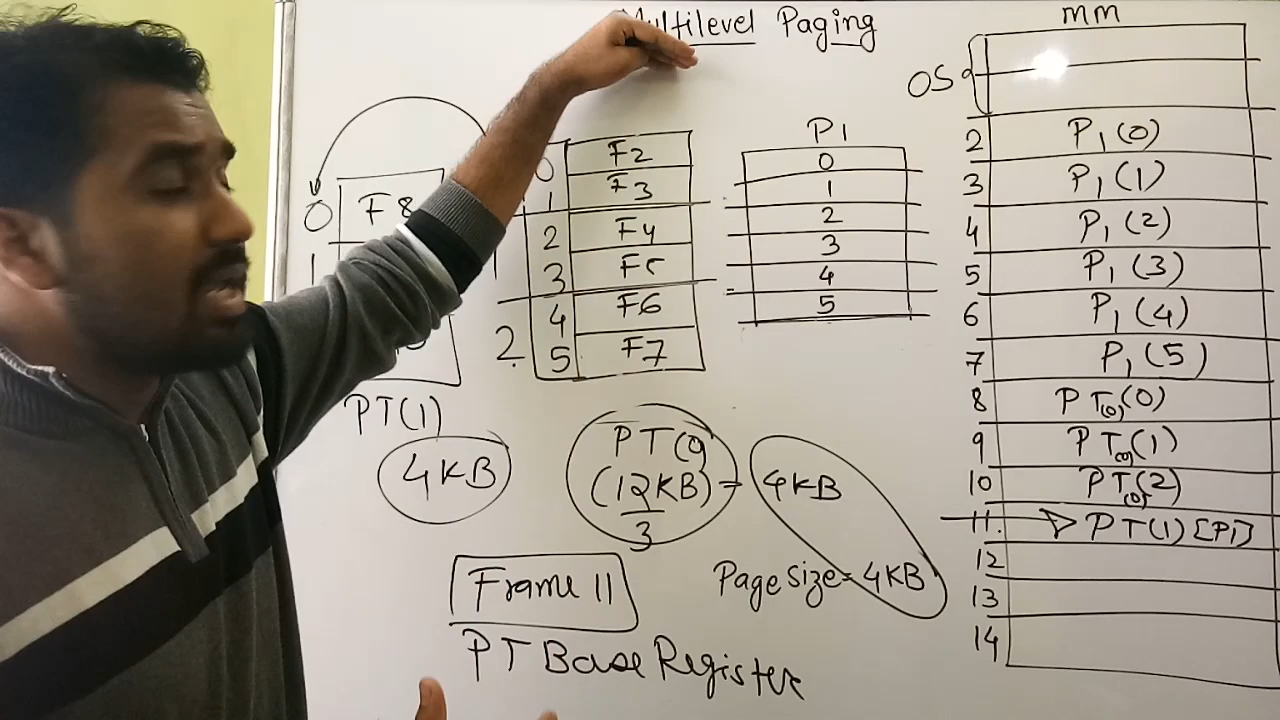 Multilevel Paging
MM
OS
0 F8
1
PT(1)
4KB
0 F2
1 F3
2 F4
3 F5
4 F6
5 F7
1
2
PT(0)
(12KB) = 4KB
3
Page size = 4KB
Frame 11
PT Base Register
P1
0
1
2
3
4
5
2 P1(0)
3 P1(1)
4 P1(2)
5 P1(3)
6 P1(4)
7 P1(5)
8 PT(0)(0)
9 PT(0)(1)
10 PT(0)(2)
11 PT(1)[P1]
12
13
14